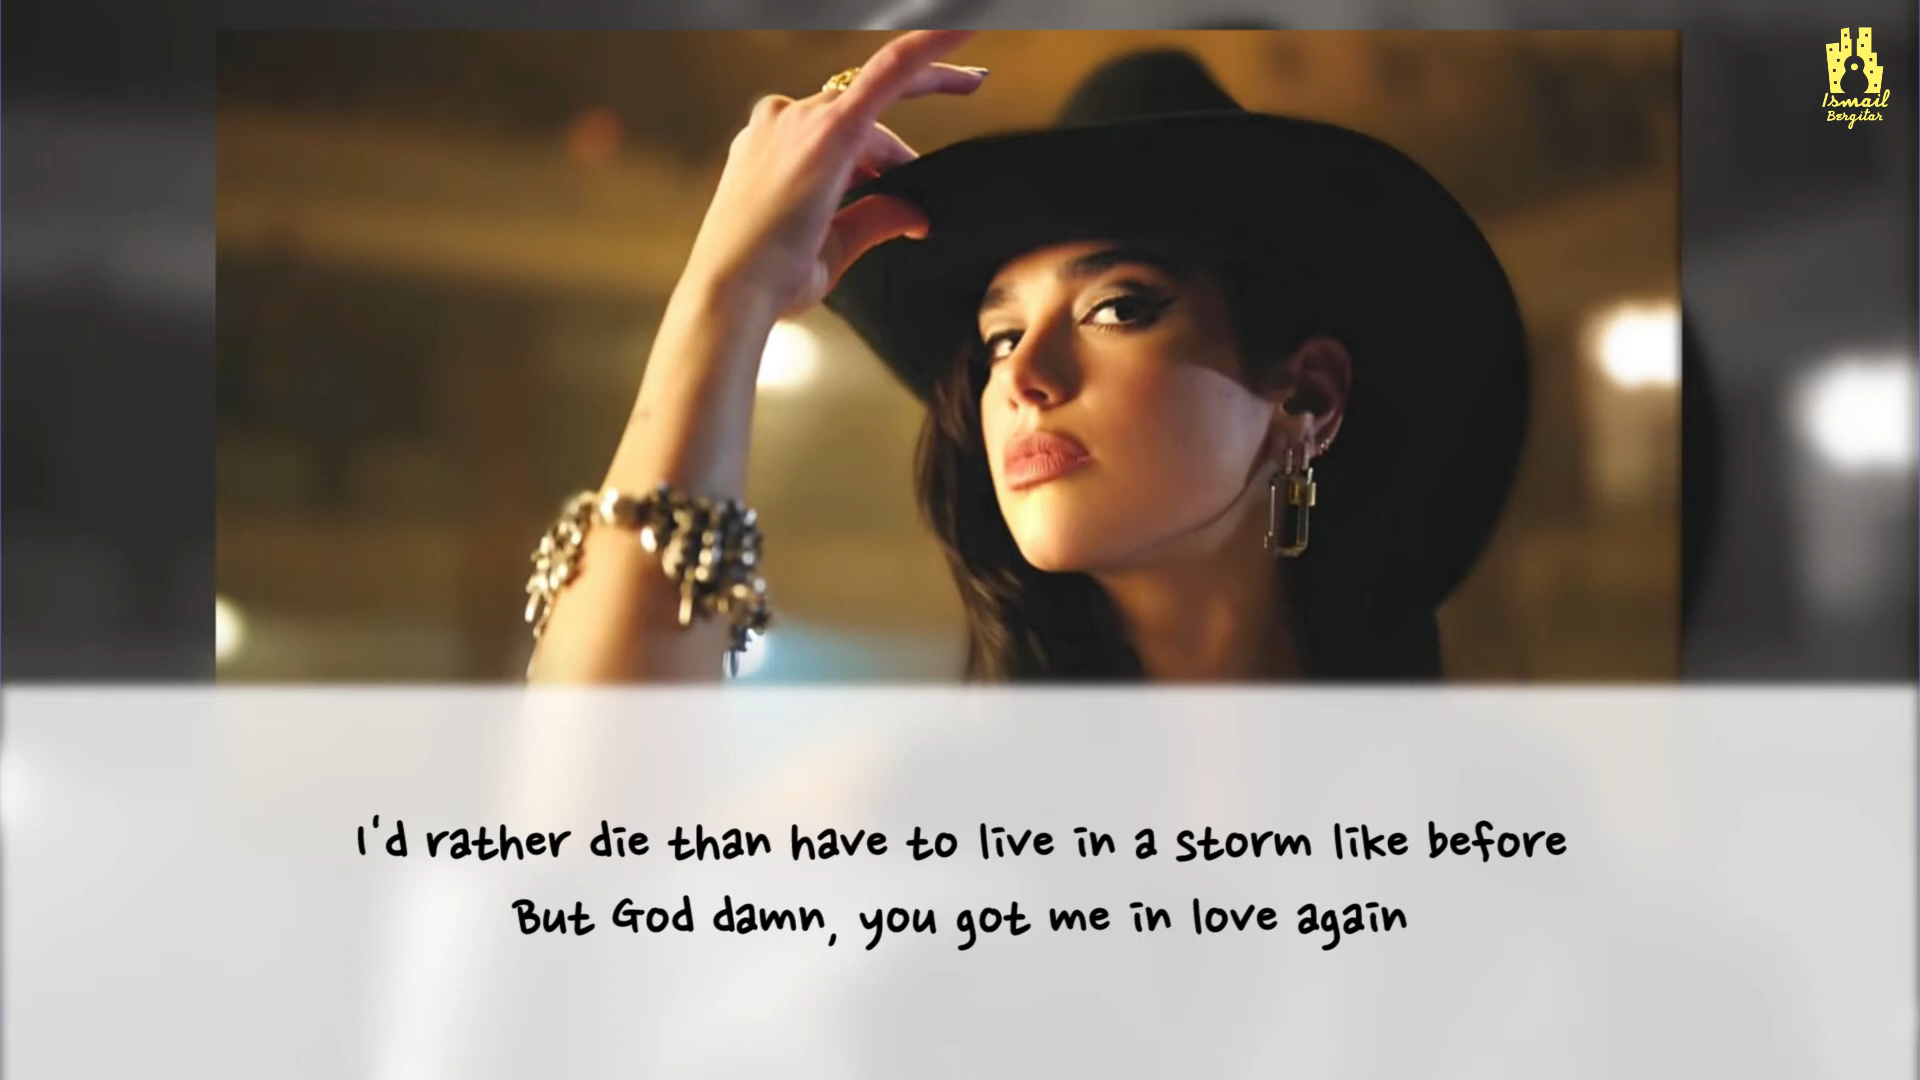 Ismail
Bergitar
I'd rather die than have to live in a storm like before
But God damn, you got me in love again